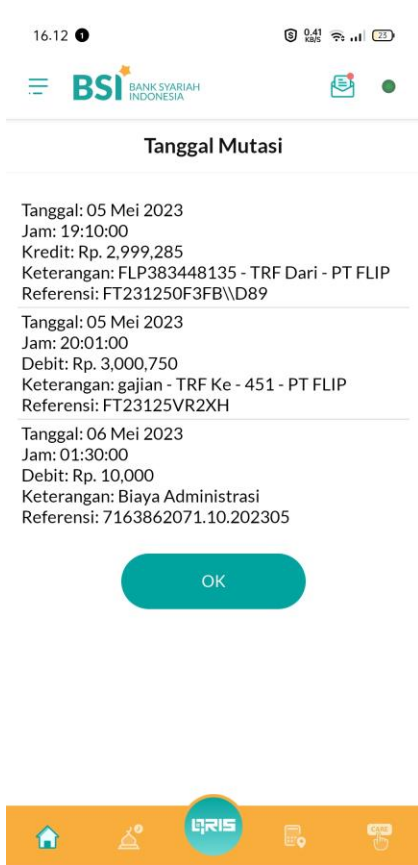 16.12 1 S 0.41 KB/S 23
BSI BANK SYARIAH
INDONESIA
Tanggal Mutasi
Tanggal: 05 Mei 2023
Jam: 19:10:00
Kredit: Rp. 2,999,285
Keterangan: FLP383448135 - TRF Dari - PT FLIP
Referensi: FT231250F3FB\\D89
Tanggal: 05 Mei 2023
Jam: 20:01:00
Debit: Rp. 3,000,750
Keterangan: gajian - TRF Ke - 451 - PT FLIP
Referensi: FT23125VR2XH
Tanggal: 06 Mei 2023
Jam: 01:30:00
Debit: Rp. 10,000
Keterangan: Biaya Administrasi
Referensi: 7163862071.10.202305
OK
QRIS
CARE